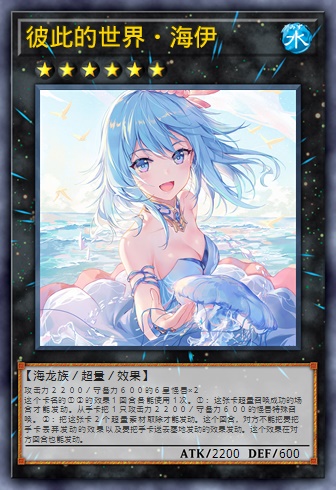 彼此的世界·海伊
水
【海龙族／超量／效果】
攻击力２２００／守备力６００的６星怪兽×2
这个卡名的①②的效果１回合各能使用１次。①：这张卡超量召唤成功的场
合才能发动。从手卡把１只攻击力２２００／守备力６００的怪兽特殊召
唤。②：把这张卡２个超量素材取除才能发动。这个回合，对方不能把要把
手卡丢弃发动的效果以及要把手卡送去墓地发动的效果发动。这个效果在对
方回合也能发动。
ATK/2200 DEF/600